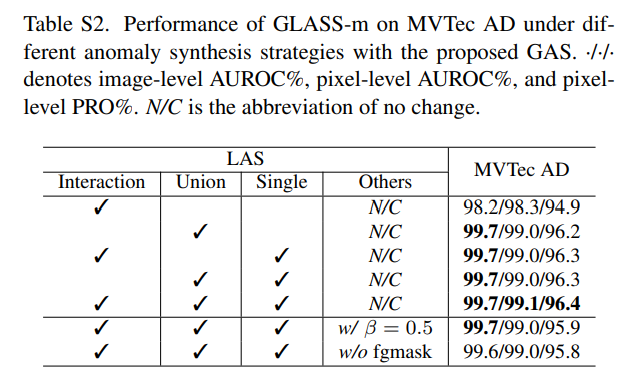 Table S2. Performance of GLASS-m on MVTec AD under dif-
ferent anomaly synthesis strategies with the proposed GAS. ·/·/·
denotes image-level AUROC%, pixel-level AUROC%, and pixel-
level PRO%. N/C is the abbreviation of no change.
LAS MVTec AD
Interaction Union Single Others
✓ N/C 98.2/98.3/94.9
✓ N/C 99.7/99.0/96.2
✓ ✓ N/C 99.7/99.0/96.3
✓ ✓ N/C 99.7/99.0/96.3
✓ ✓ ✓ N/C 99.7/99.1/96.4
✓ ✓ ✓ w/ β = 0.5 99.7/99.0/95.9
✓ ✓ ✓ w/o fgmask 99.6/99.0/95.8